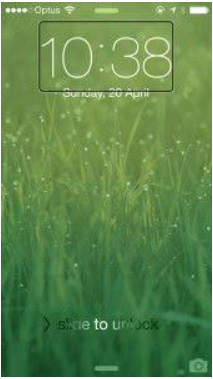 Optus
10:38
Sunday, 20 April
slide to unlock